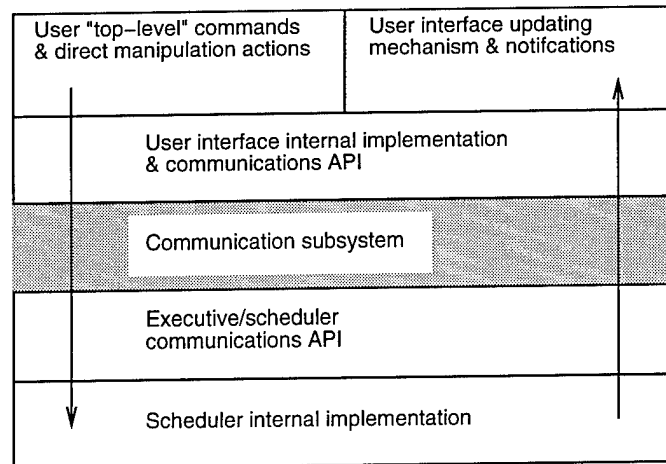 User "top–level" commands
& direct manipulation actions
User interface updating
mechanism & notifcations
User interface internal implementation
& communications API
Communication subsystem
Executive/scheduler
communications API
Scheduler internal implementation